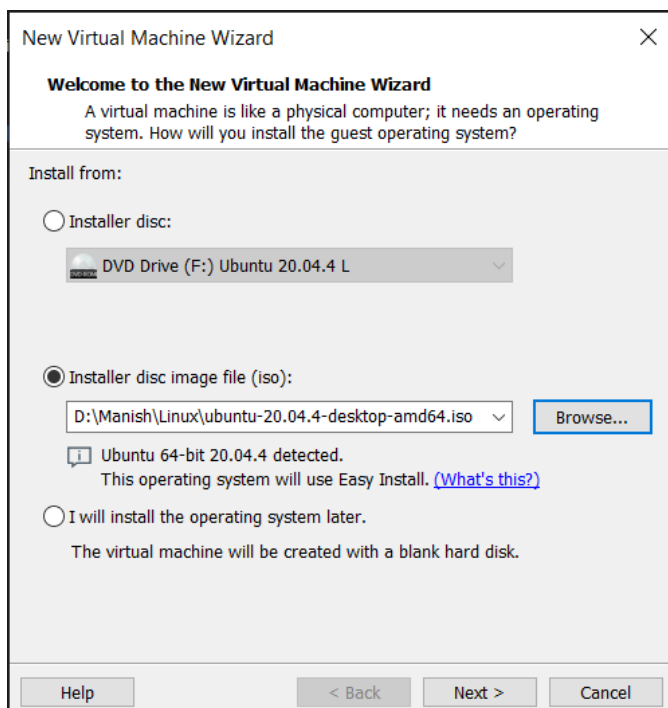 New Virtual Machine Wizard
Welcome to the New Virtual Machine Wizard
A virtual machine is like a physical computer; it needs an operating
system. How will you install the guest operating system?
Install from:
Installer disc:
DVD Drive (F:) Ubuntu 20.04.4 L
Installer disc image file (iso):
D:\Manish\Linux\ubuntu-20.04.4-desktop-amd64.iso Browse...
Ubuntu 64-bit 20.04.4 detected.
This operating system will use Easy Install. (What's this?)
I will install the operating system later.
The virtual machine will be created with a blank hard disk.
Help < Back Next > Cancel